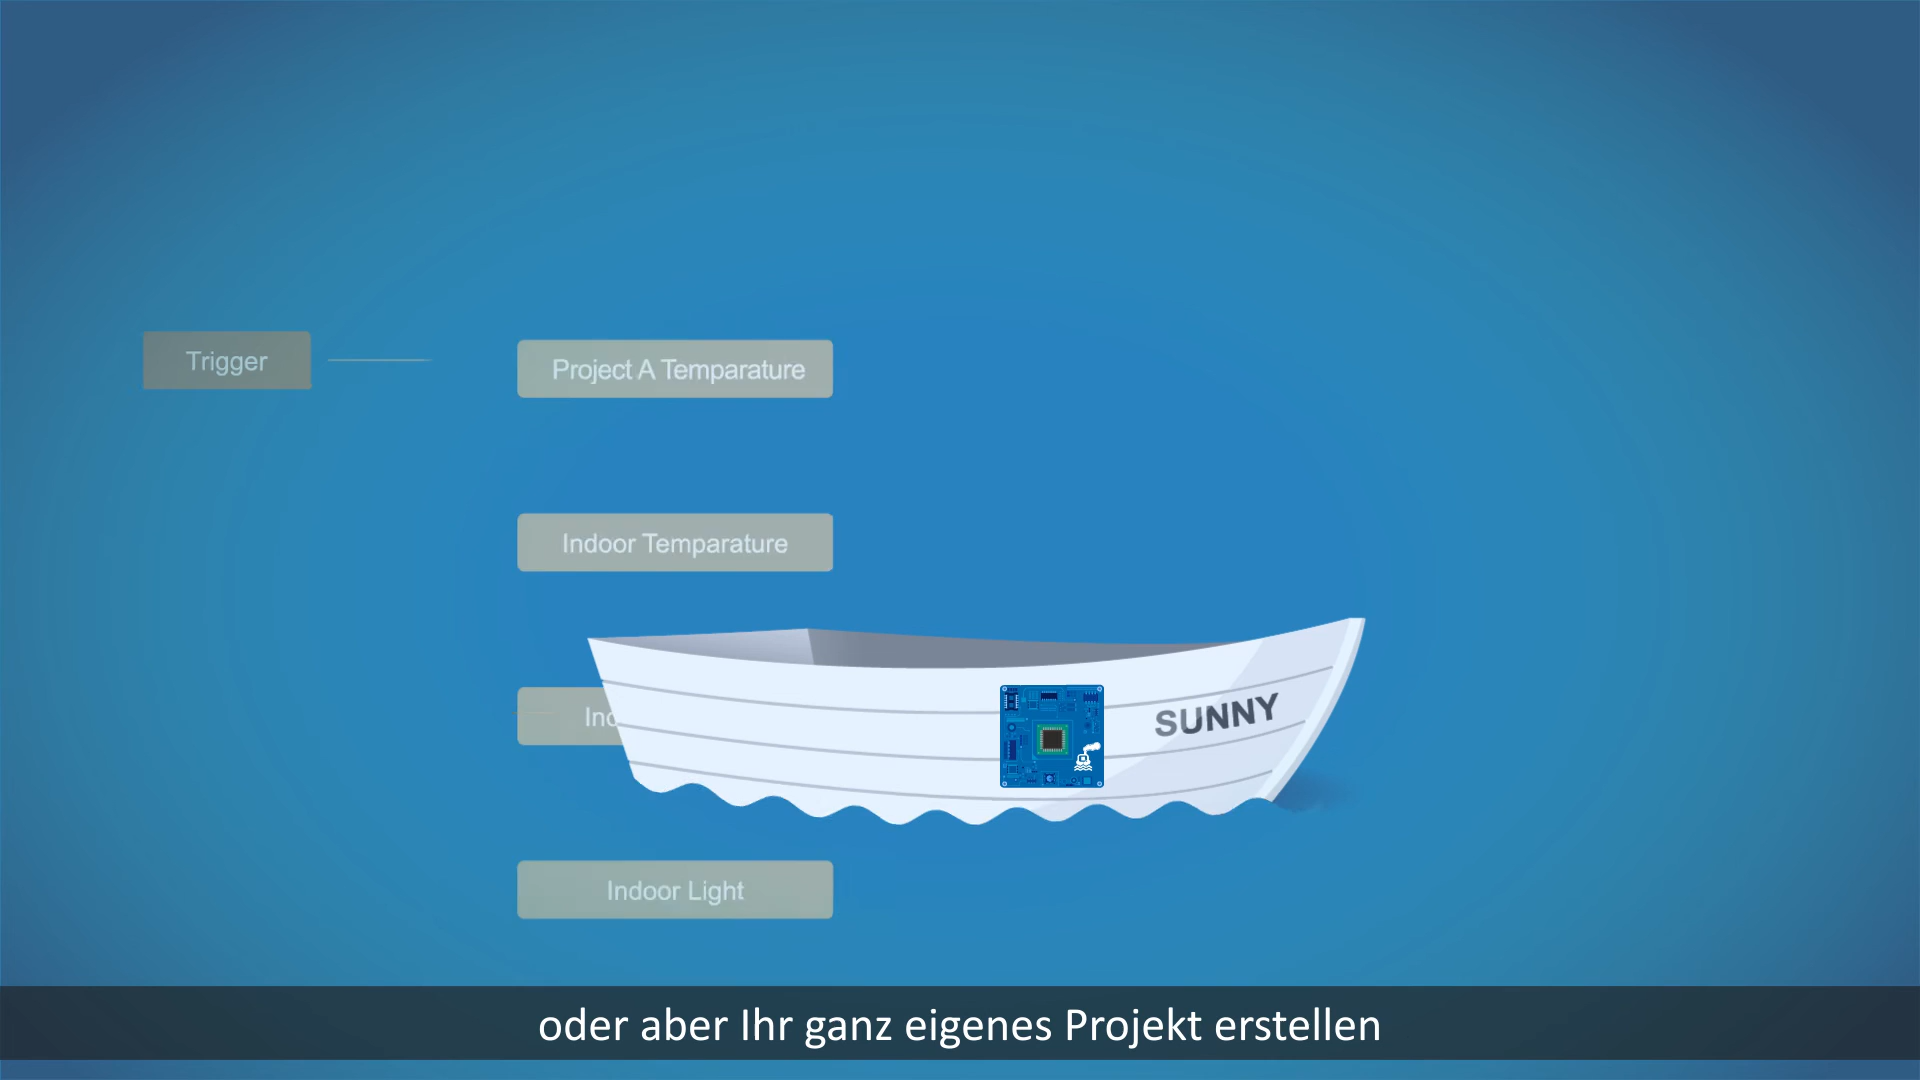 Trigger
Project A Temparature
Indoor Temparature
SUNNY
Indoor Light
oder aber Ihr ganz eigenes Projekt erstellen